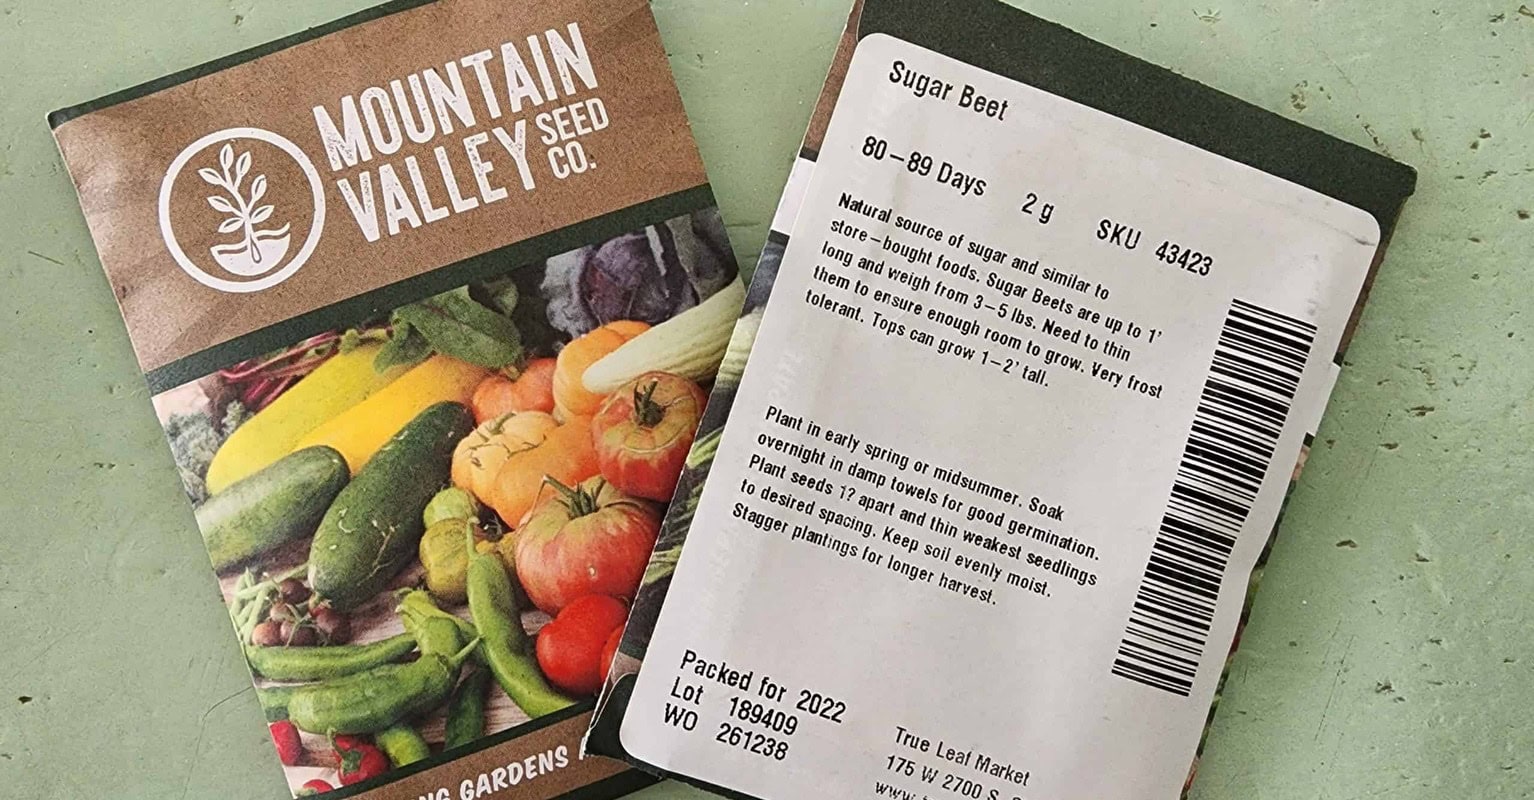 MOUNTAIN
VALLEY SEED CO.
GARDENS
Sugar Beet
80–89 Days 2 g SKU 43423
Natural source of sugar and similar to
store–bought foods. Sugar Beets are up to 1'
long and weigh from 3–5 lbs. Need to thin
them to ensure enough room to grow. Very frost
tolerant. Tops can grow 1–2' tall.
Plant in early spring or midsummer. Soak
overnight in damp towels for good germination.
Plant seeds 1? apart and thin weakest seedlings
to desired spacing. Keep soil evenly moist.
Stagger plantings for longer harvest.
Packed for 2022
Lot 189409
WO 261238
True Leaf Market
175 W 2700 S